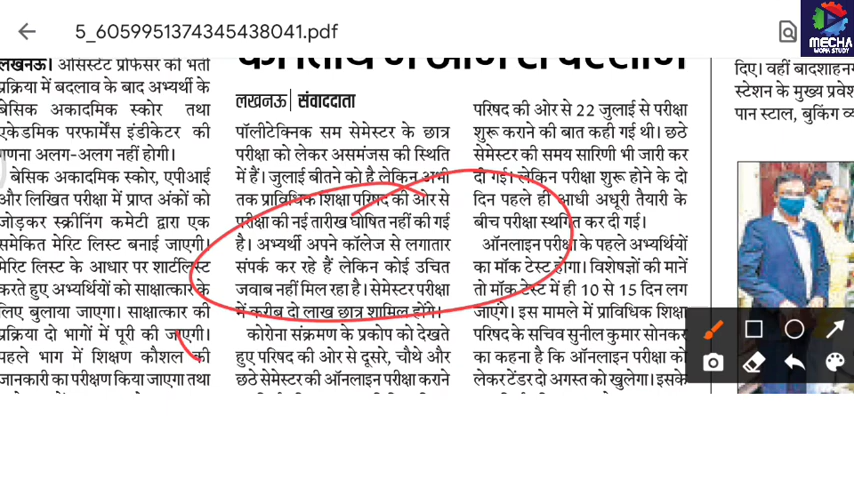 5_6059951374345438041.pdf
MECHA
WORK STUDY
लखनऊ। असिस्टेंट प्रोफेसर की भर्ती
प्रक्रिया में बदलाव के बाद अभ्यर्थी के
बेसिक अकादमिक स्कोर तथा
एकेडमिक परफार्मेंस इंडीकेटर की
गणना अलग-अलग नहीं होगी।
बेसिक अकादमिक स्कोर, एपीआई
और लिखित परीक्षा में प्राप्त अंकों को
जोड़कर स्क्रीनिंग कमेटी द्वारा एक
समेकित मेरिट लिस्ट बनाई जाएगी।
मेरिट लिस्ट के आधार पर शार्टलिस्ट
करते हुए अभ्यर्थियों को साक्षात्कार के
लिए बुलाया जाएगा। साक्षात्कार की
प्रक्रिया दो भागों में पूरी की जाएगी।
पहले भाग में शिक्षण कौशल की
जानकारी का परीक्षण किया जाएगा तथा
लखनऊ | संवाददाता
पॉलीटेक्निक सम सेमेस्टर के छात्र
परीक्षा को लेकर असमंजस की स्थिति
में हैं। जुलाई बीतने को है लेकिन अभी
तक प्राविधिक शिक्षा परिषद की ओर से
परीक्षा की नई तारीख घोषित नहीं की गई
है। अभ्यर्थी अपने कॉलेज से लगातार
संपर्क कर रहे हैं लेकिन कोई उचित
जवाब नहीं मिल रहा है। सेमेस्टर परीक्षा
में करीब दो लाख छात्र शामिल होंगे।
कोरोना संक्रमण के प्रकोप को देखते
हुए परिषद की ओर से दूसरे, चौथे और
छठे सेमेस्टर की ऑनलाइन परीक्षा कराने
परिषद की ओर से 22 जुलाई से परीक्षा
शुरू कराने की बात कही गई थी। छठे
सेमेस्टर की समय सारिणी भी जारी कर
दी गई। लेकिन परीक्षा शुरू होने के दो
दिन पहले ही आधी अधूरी तैयारी के
बीच परीक्षा स्थगित कर दी गई।
ऑनलाइन परीक्षा के पहले अभ्यर्थियों
का मॉक टेस्ट होगा। विशेषज्ञों की मानें
तो मॉक टेस्ट में ही 10 से 15 दिन लग
जाएंगे। इस मामले में प्राविधिक शिक्षा
परिषद के सचिव सुनील कुमार सोनकर
का कहना है कि ऑनलाइन परीक्षा को
लेकर टेंडर दो अगस्त को खुलेगा। इसके
दिए। वहीं बादशाहन
स्टेशन के मुख्य प्रवेश
पान स्टाल, बुकिंग व्य